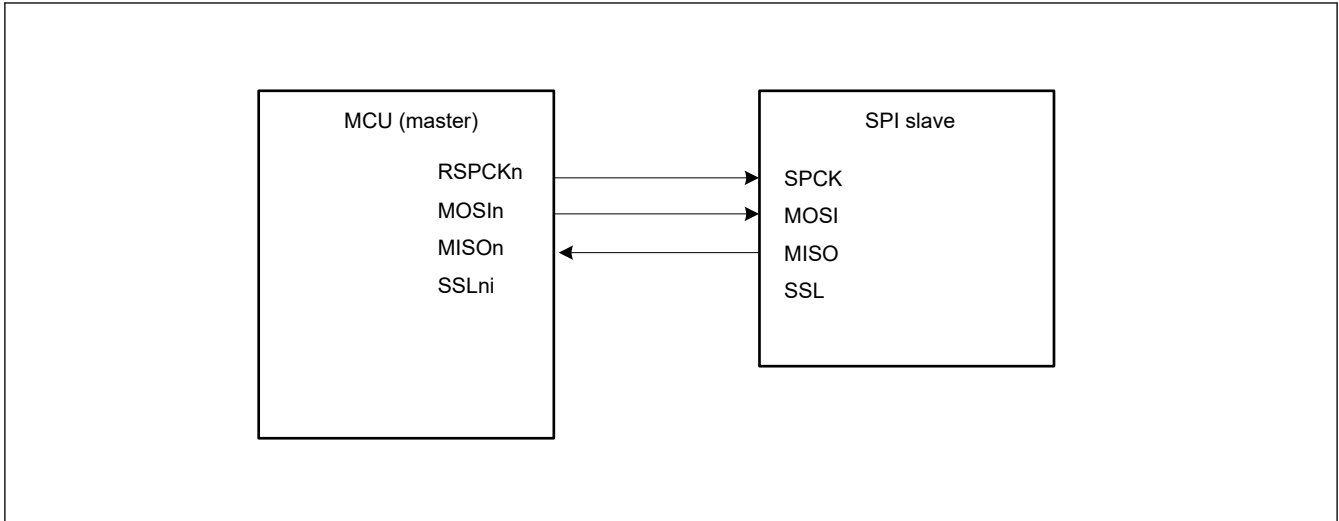 MCU (master)
RSPCKn
MOSIn
MISOn
SSLni
SPI slave
SPCK
MOSI
MISO
SSL